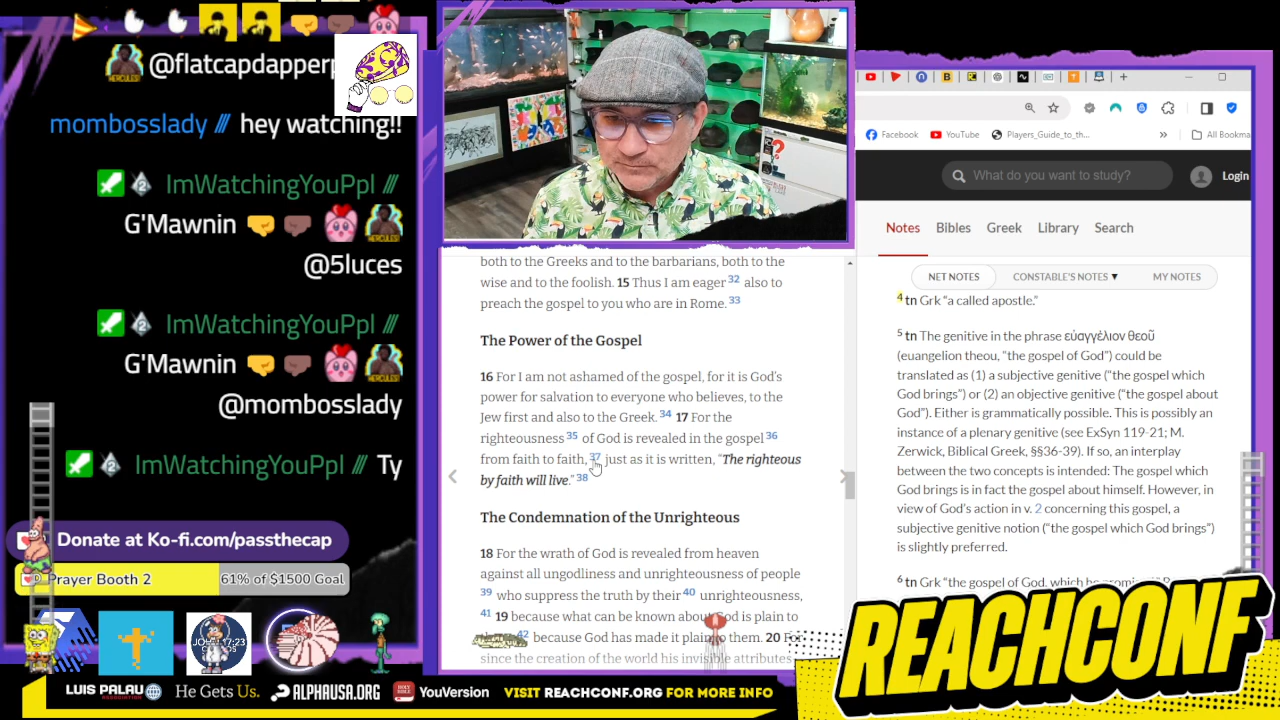 @flatcapdapper
mombosslady /// hey watching!!
ImWatchingYouPpl ///
G'Mawnin
@5luces
ImWatchingYouPpl ///
G'Mawnin
@mombosslady
ImWatchingYouPpl /// Ty
Donate at Ko-fi.com/passthecap
Prayer Booth 2
61% of $1500 Goal
JOHN 17:23
both to the Greeks and to the barbarians, both to the
wise and to the foolish. 15 Thus I am eager 32 also to
preach the gospel to you who are in Rome. 33
The Power of the Gospel
16 For I am not ashamed of the gospel, for it is God's
power for salvation to everyone who believes, to the
Jew first and also to the Greek. 34 17 For the
righteousness 35 of God is revealed in the gospel 36
from faith to faith, 37 just as it is written, “The righteous
by faith will live.” 38
The Condemnation of the Unrighteous
18 For the wrath of God is revealed from heaven
against all ungodliness and unrighteousness of people
39 who suppress the truth by their 40 unrighteousness,
41 19 because what can be known about God is plain to
42 because God has made it plain to them. 20 For
since the creation of the world his invisible attributes
Facebook
YouTube
Players_Guide_to_th...
»
All Bookma
What do you want to study?
Login
Notes
Bibles
Greek
Library
Search
NET NOTES
CONSTABLE'S NOTES ▼
MY NOTES
4 tn Grk “a called apostle.”
5 tn The genitive in the phrase εὐαγγέλιον θεοῦ
(euangelion theou, “the gospel of God”) could be
translated as (1) a subjective genitive (“the gospel which
God brings”) or (2) an objective genitive (“the gospel about
God”). Either is grammatically possible. This is possibly an
instance of a plenary genitive (see ExSyn 119-21; M.
Zerwick, Biblical Greek, §§36-39). If so, an interplay
between the two concepts is intended: The gospel which
God brings is in fact the gospel about himself. However, in
view of God's action in v. 2 concerning this gospel, a
subjective genitive notion (“the gospel which God brings”)
is slightly preferred.
6 tn Grk “the gospel of God, which he promised
REACHCONF
LUIS PALAU
He Gets Us.
ALPHAUSA.ORG
HOLY BIBLE
YouVersion
VISIT REACHCONF.ORG FOR MORE INFO